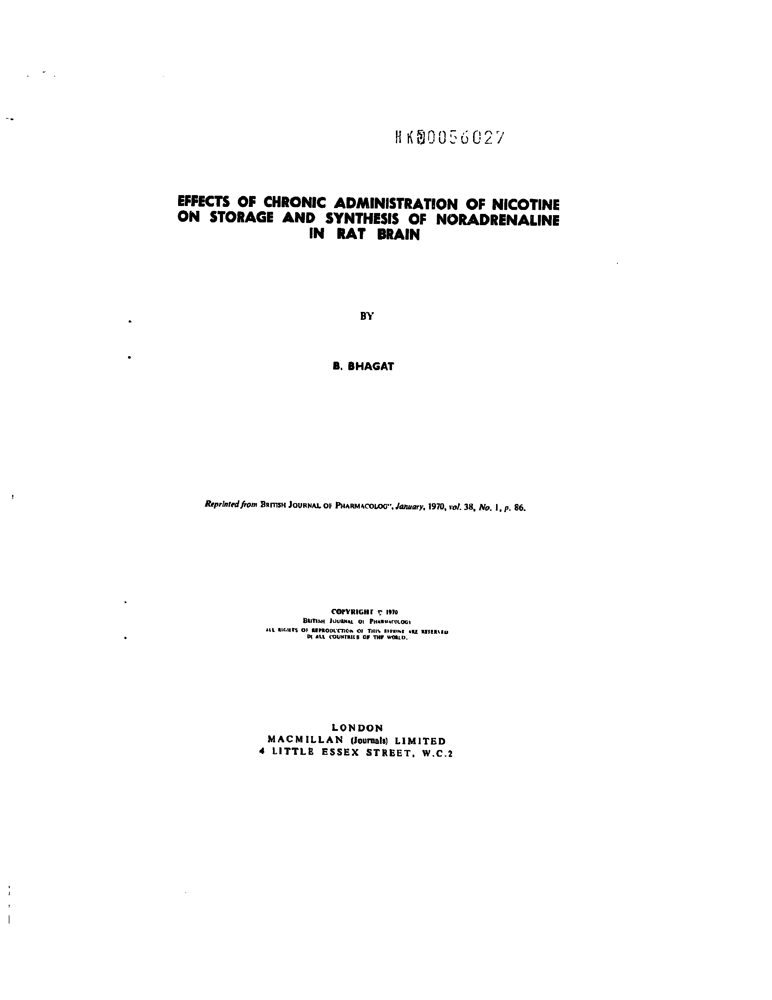 HK00056027
EFFECTS OF CHRONIC ADMINISTRATION OF NICOTINE
ON STORAGE AND SYNTHESIS OF NORADRENALINE
IN RAT BRAIN
BY
B. BHAGAT
Reprinted from BRITISH JOURNAL OF PHARMACOLOG", January, 1970, vol. 38, No. 1, p. 86.
COPYRIGHT © 1970
BRITISH JOURNAL OF PHARMACOLOGY
ALL RIGHTS OF REPRODUCTION OF THIS REPRINT ARE RESERVED
IN ALL COUNTRIES OF THE WORLD.
LONDON
MACMILLAN (Journals) LIMITED
4 LITTLE ESSEX STREET, W.C.2